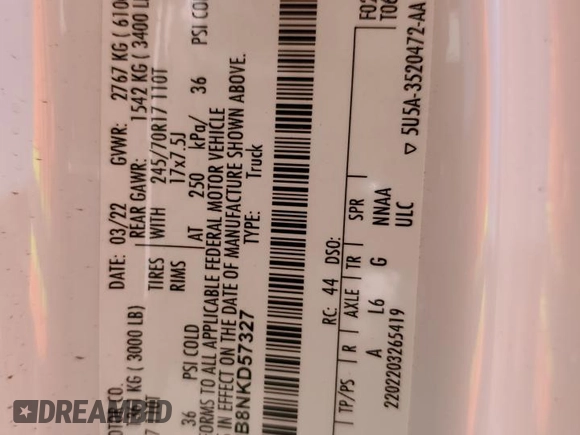 DATE: 03/22 GVWR: 2767 KG ( 610
KG ( 3000 LB) REAR GAWR: 1542 KG ( 3400 L
TIRES WITH 245/70R17 110T
RIMS 17x7.5J
36 PSI COLD AT 250 kPa/ 36 PSI COL
FORMS TO ALL APPLICABLE FEDERAL MOTOR VEHICLE
IN EFFECT ON THE DATE OF MANUFACTURE SHOWN ABOVE.
B8NKD57327 TYPE: Truck
RC: 44 DSO: F02
TP/PS R AXLE TR SPR T06
A L6 G NNAA
2202203265419 ULC ▽ 5U5A-3520472-AA
DREAMBID